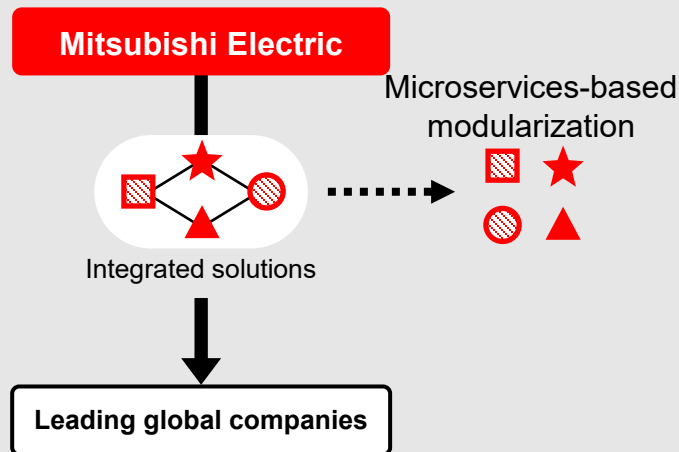 Mitsubishi Electric
Microservices-based
modularization
Integrated solutions
Leading global companies